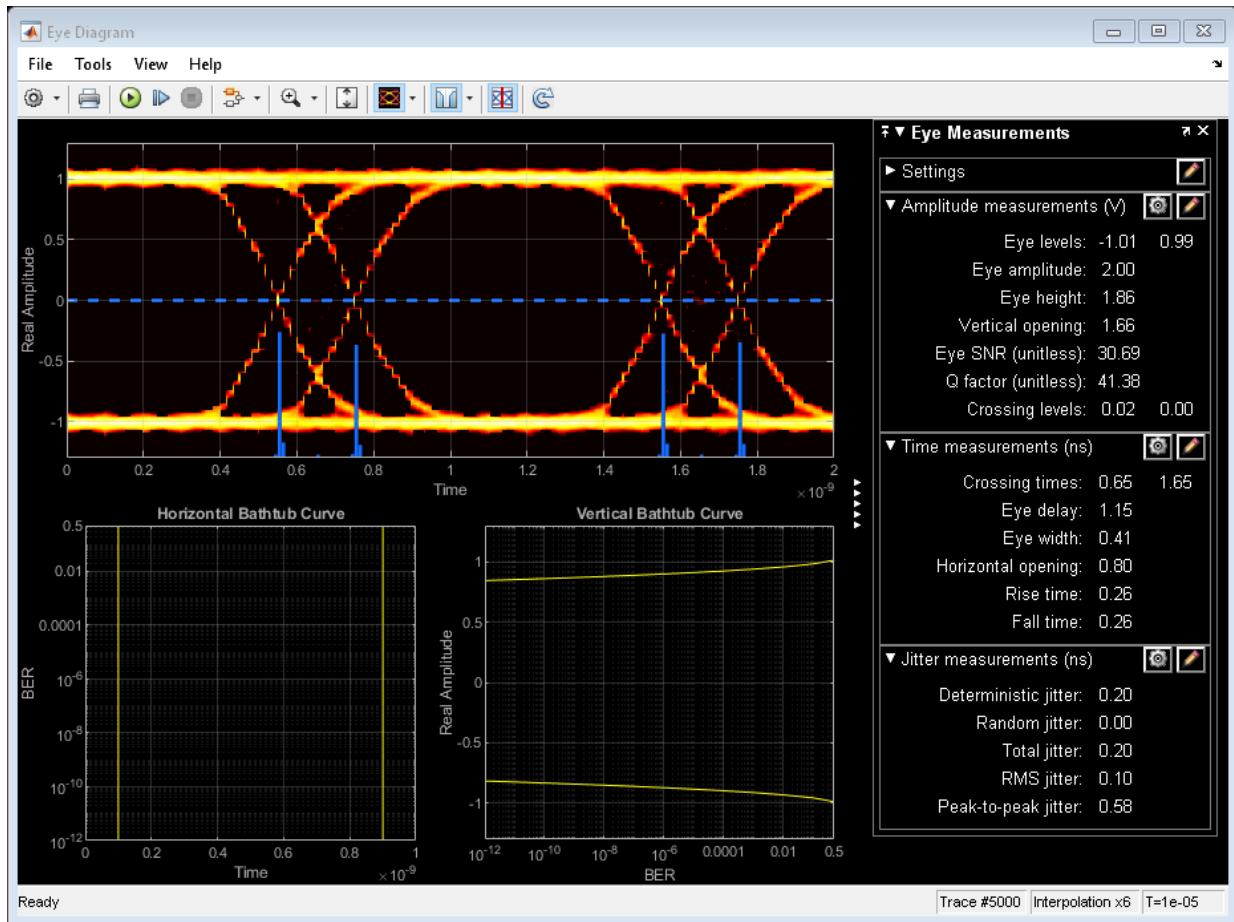 Eye Diagram
File Tools View Help
1
0.5
0
-0.5
-1
Real Amplitude
0 0.2 0.4 0.6 0.8 1 1.2 1.4 1.6 1.8 2
Time
×10^-9
Horizontal Bathtub Curve
0.5
0.01
0.0001
10^-6
10^-8
10^-10
10^-12
BER
0 0.2 0.4 0.6 0.8 1
Time
×10^-9
Vertical Bathtub Curve
1
0.5
0
-0.5
-1
Real Amplitude
10^-12 10^-10 10^-8 10^-6 0.0001 0.01 0.5
BER
Eye Measurements
Settings
Amplitude measurements (V)
Eye levels: -1.01 0.99
Eye amplitude: 2.00
Eye height: 1.86
Vertical opening: 1.66
Eye SNR (unitless): 30.69
Q factor (unitless): 41.38
Crossing levels: 0.02 0.00
Time measurements (ns)
Crossing times: 0.65 1.65
Eye delay: 1.15
Eye width: 0.41
Horizontal opening: 0.80
Rise time: 0.26
Fall time: 0.26
Jitter measurements (ns)
Deterministic jitter: 0.20
Random jitter: 0.00
Total jitter: 0.20
RMS jitter: 0.10
Peak-to-peak jitter: 0.58
Ready
Trace #5000 Interpolation x6 T=1e-05